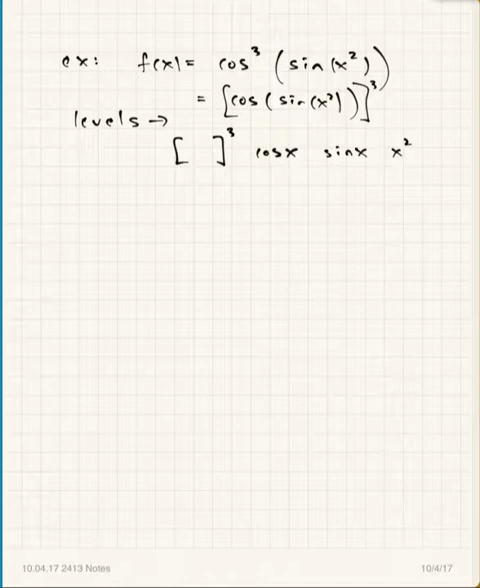 ex: f(x) = cos³ (sin(x²))
= [cos(sin(x²))]³
levels →
[ ]³ cosx sinx x²
10.04.17 2413 Notes 10/4/17